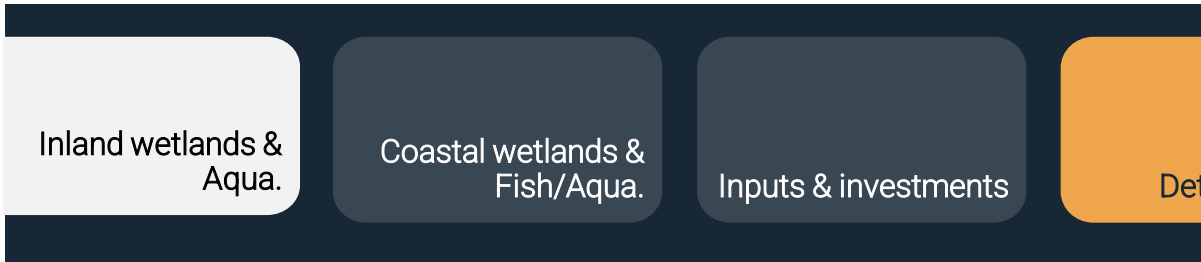 Inland wetlands &
Aqua.
Coastal wetlands &
Fish/Aqua.
Inputs & investments